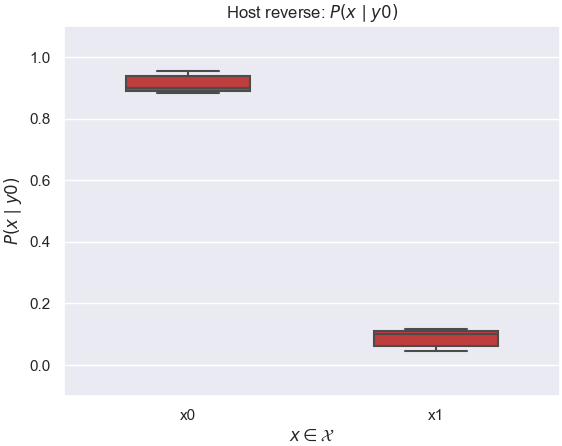 Host reverse: P(x | y0)
1.0
0.8
0.6
0.4
0.2
0.0
P(x | y0)
x0 x1
x ∈ 𝒳